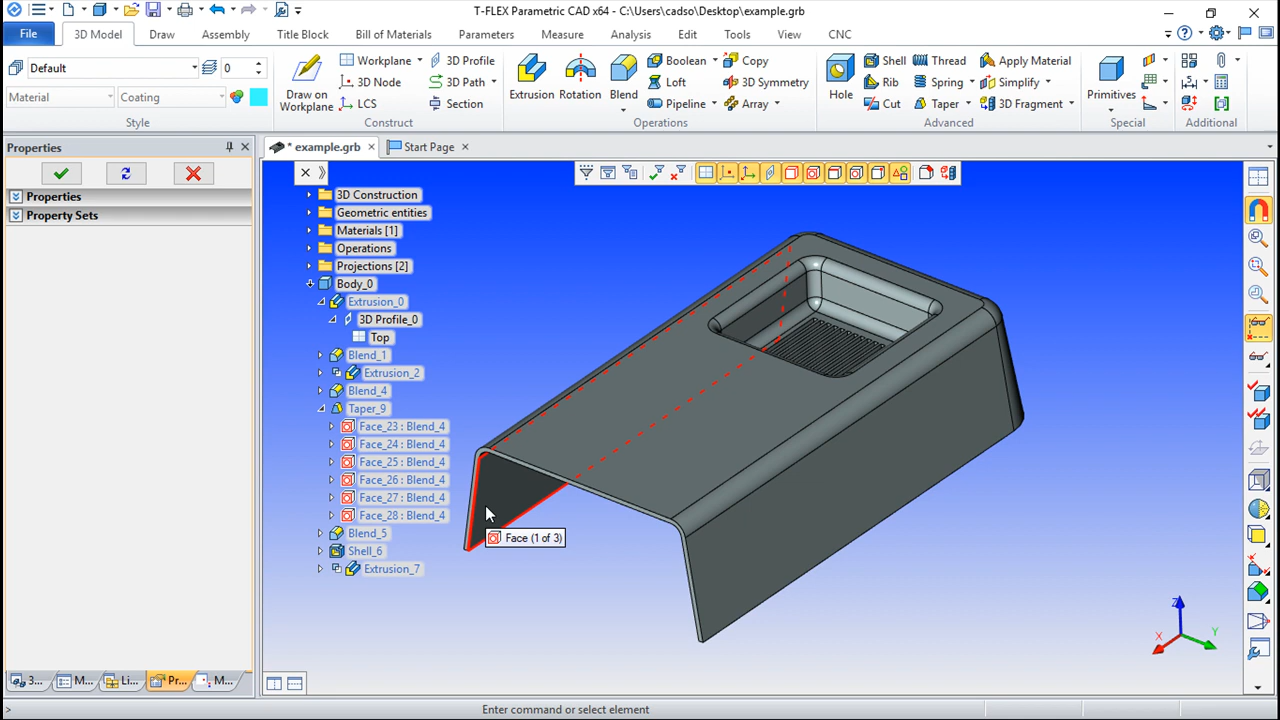 T-FLEX Parametric CAD x64 - C:\Users\cadso\Desktop\example.grb
File
3D Model
Draw
Assembly
Title Block
Bill of Materials
Parameters
Measure
Analysis
Edit
Tools
View
CNC
Default
0
Material
Coating
Style
Draw on
Workplane
Workplane
3D Node
LCS
3D Profile
3D Path
Section
Construct
Extrusion
Rotation
Blend
Boolean
Loft
Pipeline
Copy
3D Symmetry
Array
Operations
Hole
Shell
Rib
Cut
Thread
Spring
Taper
Apply Material
Simplify
3D Fragment
Advanced
Primitives
Special
Additional
Properties
* example.grb
Start Page
Properties
Property Sets
3D Construction
Geometric entities
Materials [1]
Operations
Projections [2]
Body_0
Extrusion_0
3D Profile_0
Top
Blend_1
Extrusion_2
Blend_4
Taper_9
Face_23 : Blend_4
Face_24 : Blend_4
Face_25 : Blend_4
Face_26 : Blend_4
Face_27 : Blend_4
Face_28 : Blend_4
Blend_5
Shell_6
Extrusion_7
Face (1 of 3)
Z
X
Y
3...
M...
Li...
Pr...
M...
>
Enter command or select element